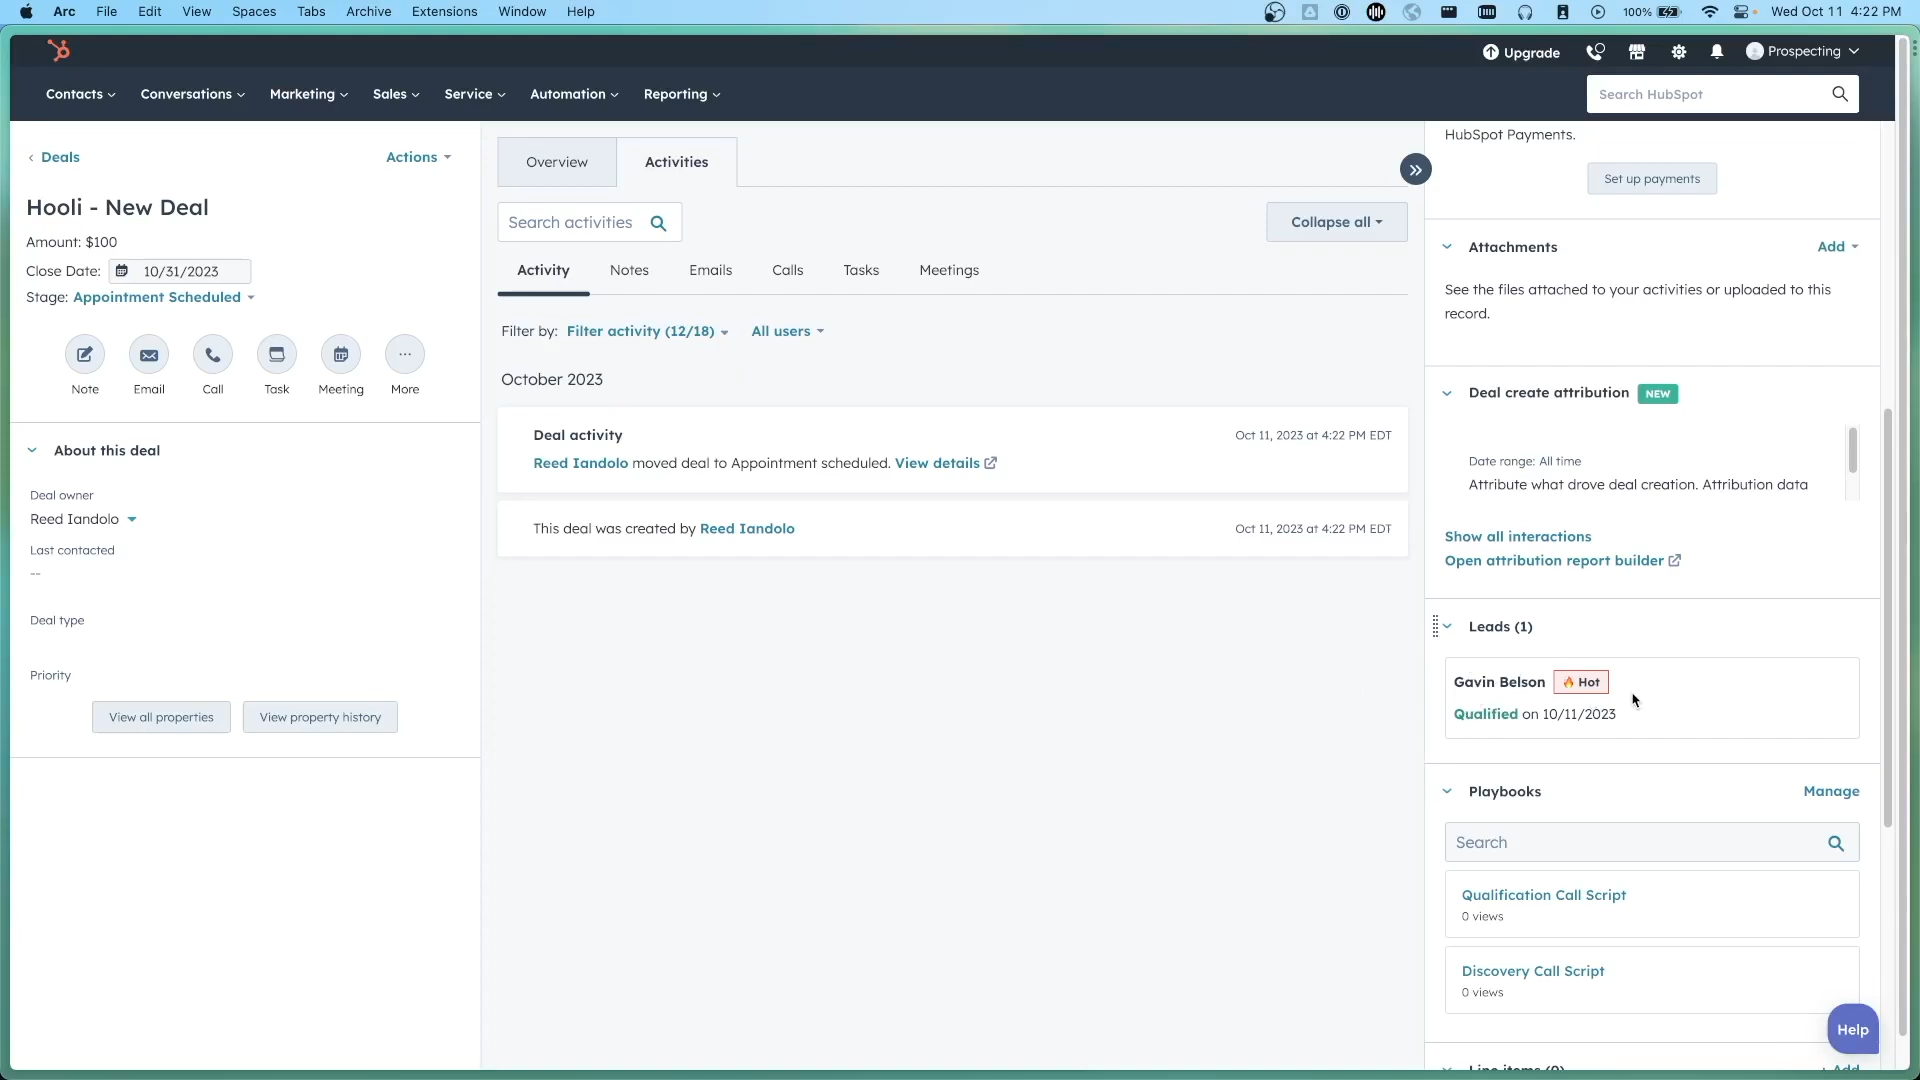 Arc File Edit View Spaces Tabs Archive Extensions Window Help 100% Wed Oct 11 4:22 PM
Upgrade Prospecting
Contacts Conversations Marketing Sales Service Automation Reporting Search HubSpot
‹ Deals Actions
Hooli - New Deal
Amount: $100
Close Date: 10/31/2023
Stage: Appointment Scheduled
...
Note Email Call Task Meeting More
About this deal
Deal owner
Reed Iandolo
Last contacted
--
Deal type
Priority
View all properties View property history
Overview Activities
Search activities Collapse all
Activity Notes Emails Calls Tasks Meetings
Filter by: Filter activity (12/18) All users
October 2023
Deal activity Oct 11, 2023 at 4:22 PM EDT
Reed Iandolo moved deal to Appointment scheduled. View details
This deal was created by Reed Iandolo Oct 11, 2023 at 4:22 PM EDT
»
HubSpot Payments.
Set up payments
Attachments Add
See the files attached to your activities or uploaded to this
record.
Deal create attribution NEW
Date range: All time
Attribute what drove deal creation. Attribution data
Show all interactions
Open attribution report builder
Leads (1)
Gavin Belson 🔥 Hot
Qualified on 10/11/2023
Playbooks Manage
Search
Qualification Call Script
0 views
Discovery Call Script
0 views
Help
Line items (0) + Add